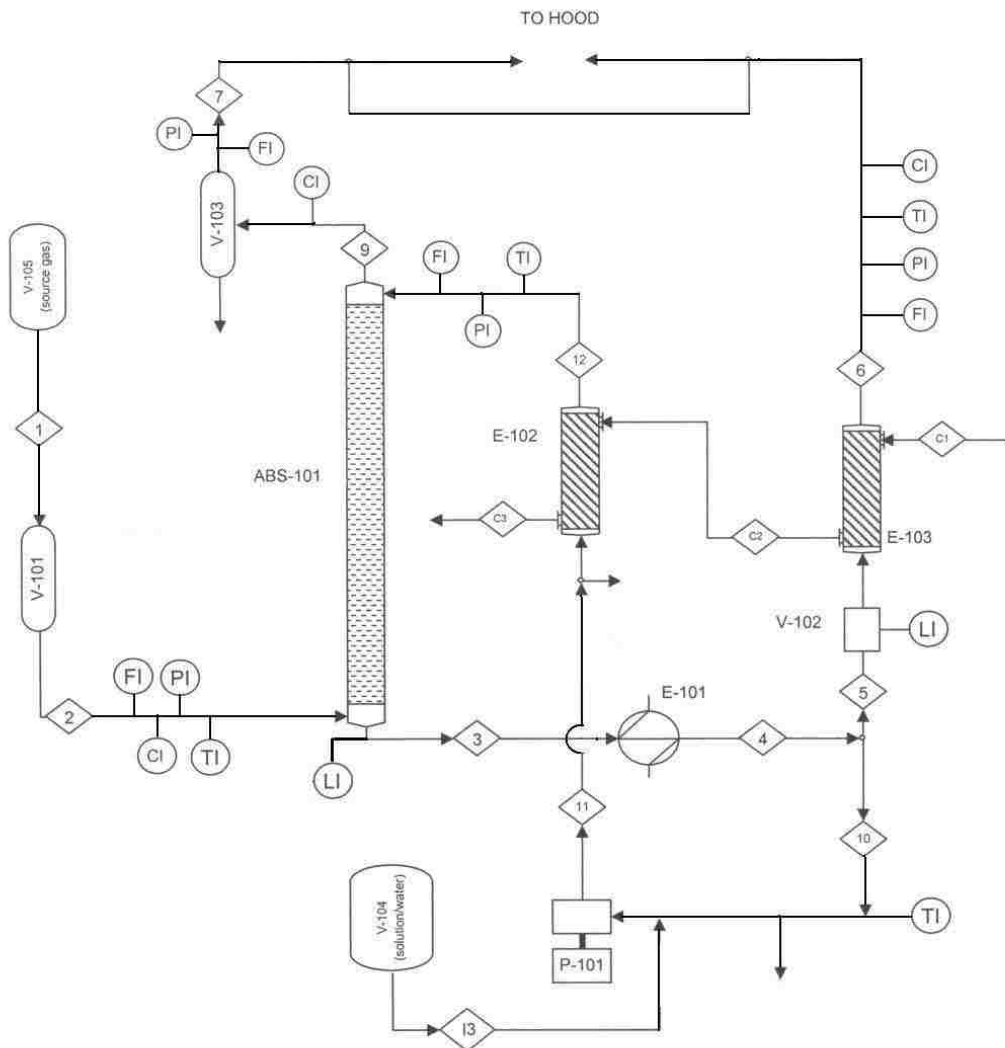 TO HOOD
7
PI
FI
CI
V-103
9
CI
TI
PI
FI
V-105
(source gas)
FI
TI
PI
12
6
1
E-102
C1
ABS-101
C3
C2
E-103
V-101
V-102
LI
FI
PI
E-101
5
2
3
4
CI
TI
LI
11
10
V-104
(solution/water)
TI
P-101
I3